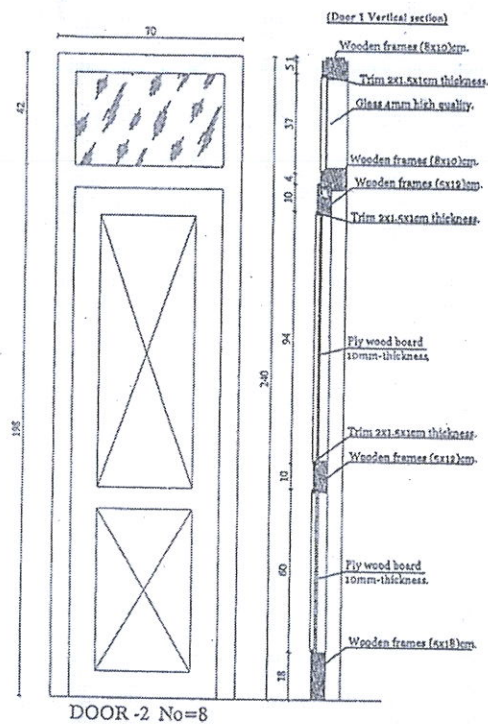 70
(Door 1 Vertical section)
Wooden frames (8x10)cm.
Trim 2x1.5x1cm thickness.
Glass 4mm high quality.
Wooden frames (8x10)cm.
Wooden frames (5x12)cm.
Trim 2x1.5x1cm thickness.
Ply wood board
10mm-thickness.
Trim 2x1.5x1cm thickness.
Wooden frames (5x12)cm.
Ply wood board
10mm-thickness.
Wooden frames (5x18)cm.
42
198
240
37
4
10
94
10
60
18
DOOR -2 No=8